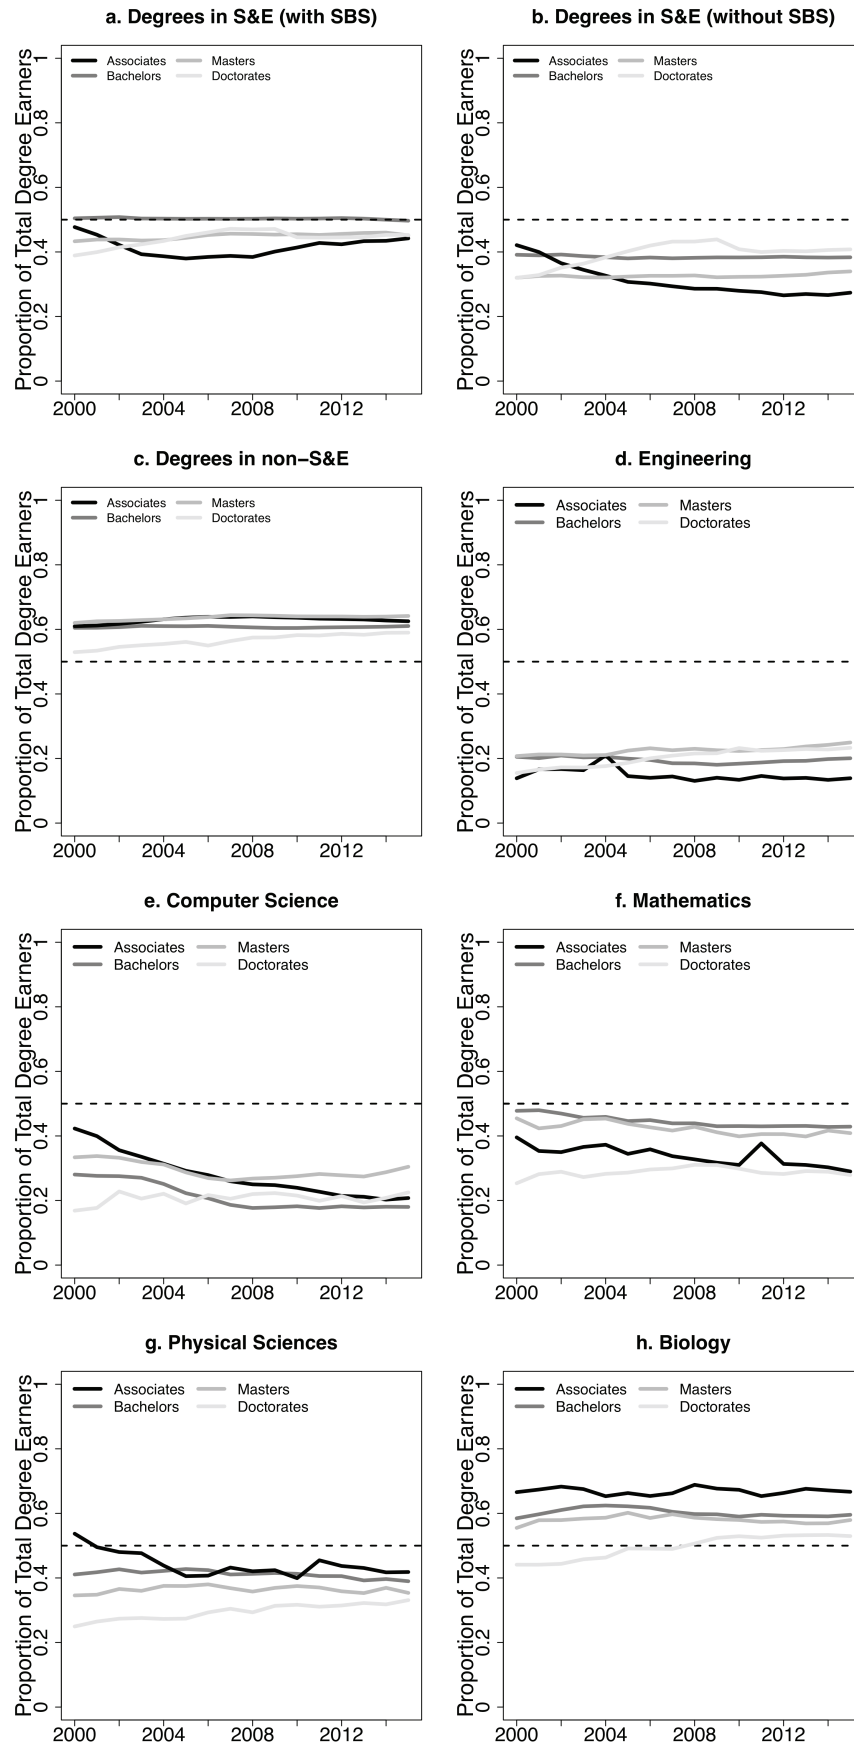 a. Degrees in S&E (with SBS)
Proportion of Total Degree Earners
0 0.2 0.4 0.6 0.8 1
Associates Masters
Bachelors Doctorates
2000 2004 2008 2012
b. Degrees in S&E (without SBS)
Proportion of Total Degree Earners
0 0.2 0.4 0.6 0.8 1
Associates Masters
Bachelors Doctorates
2000 2004 2008 2012
c. Degrees in non−S&E
Proportion of Total Degree Earners
0 0.2 0.4 0.6 0.8 1
Associates Masters
Bachelors Doctorates
2000 2004 2008 2012
d. Engineering
Proportion of Total Degree Earners
0 0.2 0.4 0.6 0.8 1
Associates Masters
Bachelors Doctorates
2000 2004 2008 2012
e. Computer Science
Proportion of Total Degree Earners
0 0.2 0.4 0.6 0.8 1
Associates Masters
Bachelors Doctorates
2000 2004 2008 2012
f. Mathematics
Proportion of Total Degree Earners
0 0.2 0.4 0.6 0.8 1
Associates Masters
Bachelors Doctorates
2000 2004 2008 2012
g. Physical Sciences
Proportion of Total Degree Earners
0 0.2 0.4 0.6 0.8 1
Associates Masters
Bachelors Doctorates
2000 2004 2008 2012
h. Biology
Proportion of Total Degree Earners
0 0.2 0.4 0.6 0.8 1
Associates Masters
Bachelors Doctorates
2000 2004 2008 2012